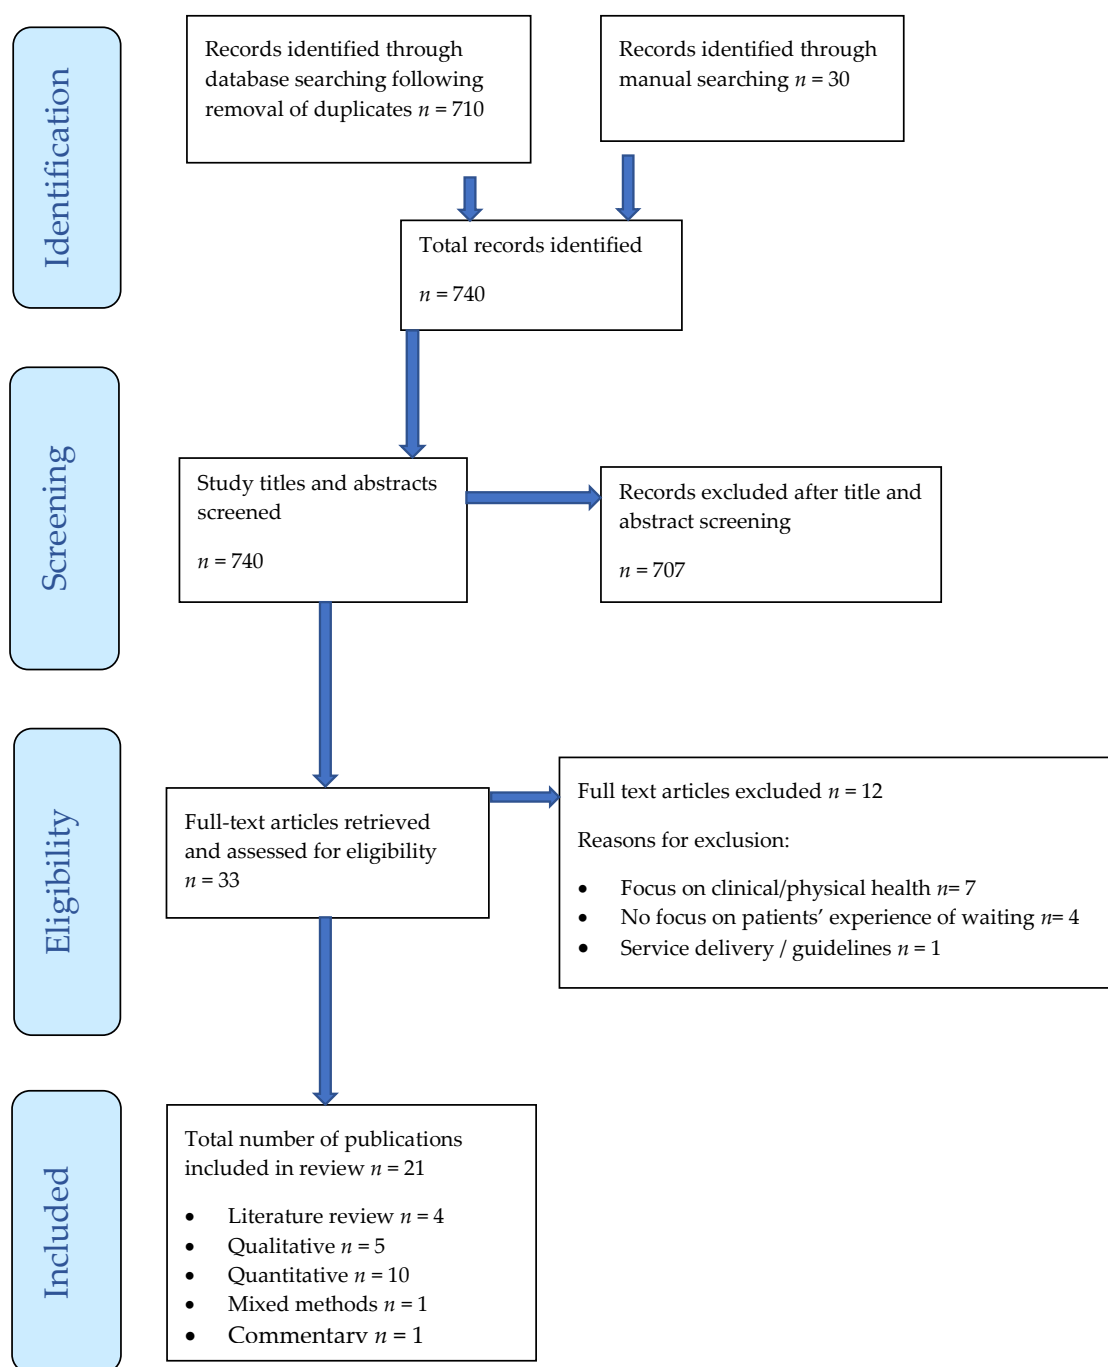 Identification
Records identified through
database searching following
removal of duplicates n = 710
Records identified through
manual searching n = 30
Total records identified
n = 740
Screening
Study titles and abstracts
screened
n = 740
Records excluded after title and
abstract screening
n = 707
Eligibility
Full-text articles retrieved
and assessed for eligibility
n = 33
Full text articles excluded n = 12
Reasons for exclusion:
• Focus on clinical/physical health n= 7
• No focus on patients’ experience of waiting n= 4
• Service delivery / guidelines n = 1
Included
Total number of publications
included in review n = 21
• Literature review n = 4
• Qualitative n = 5
• Quantitative n = 10
• Mixed methods n = 1
• Commentary n = 1